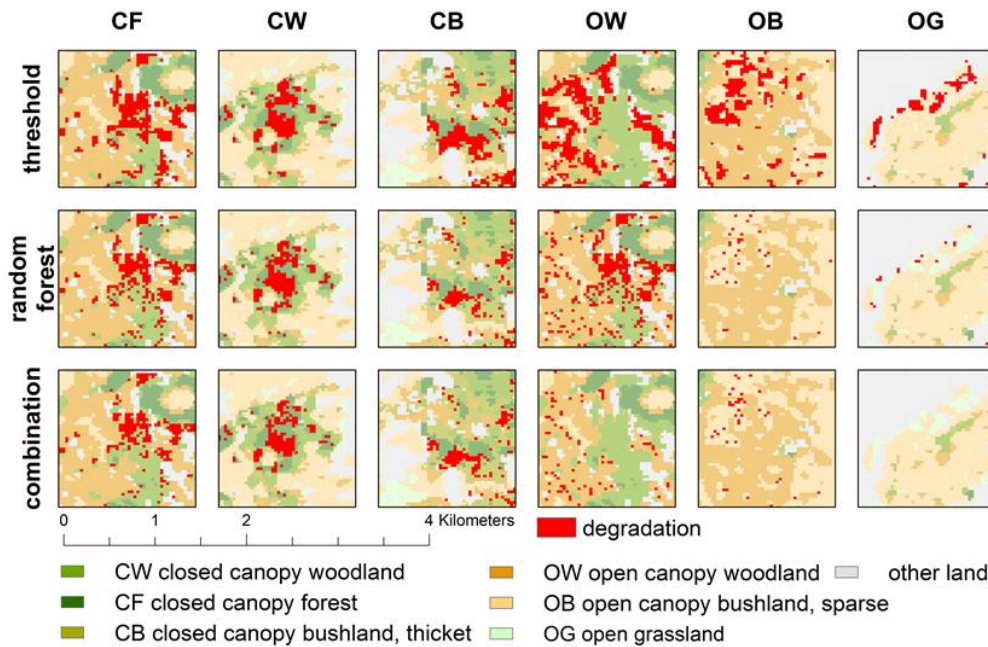 CF CW CB OW OB OG
threshold
random
forest
combination
0 1 2 4 Kilometers
degradation
CW closed canopy woodland
OW open canopy woodland
other land
CF closed canopy forest
OB open canopy bushland, sparse
CB closed canopy bushland, thicket
OG open grassland